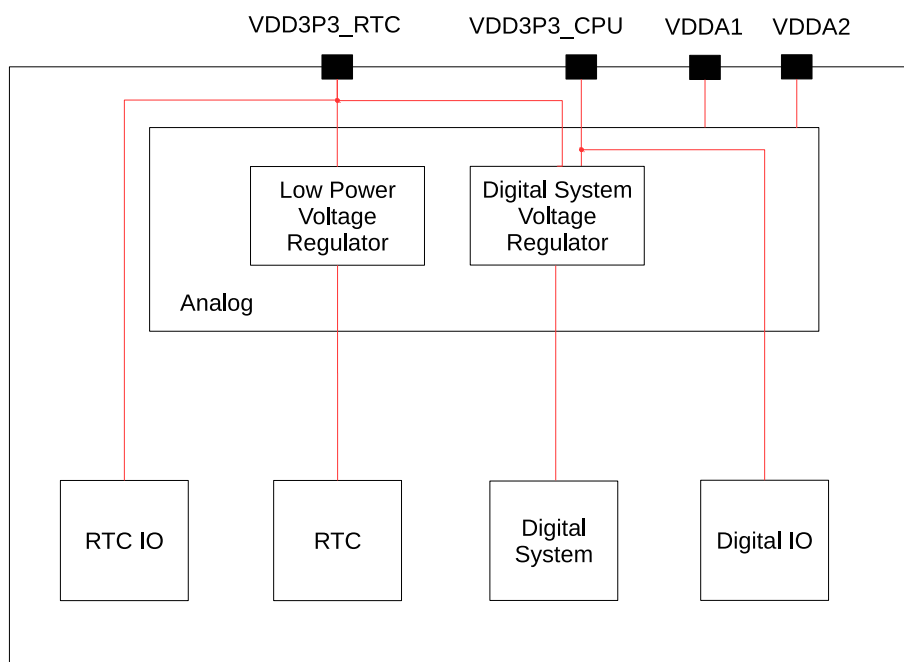 VDD3P3_RTC
VDD3P3_CPU
VDDA1
VDDA2
Low Power
Voltage
Regulator
Digital System
Voltage
Regulator
Analog
RTC IO
RTC
Digital
System
Digital IO